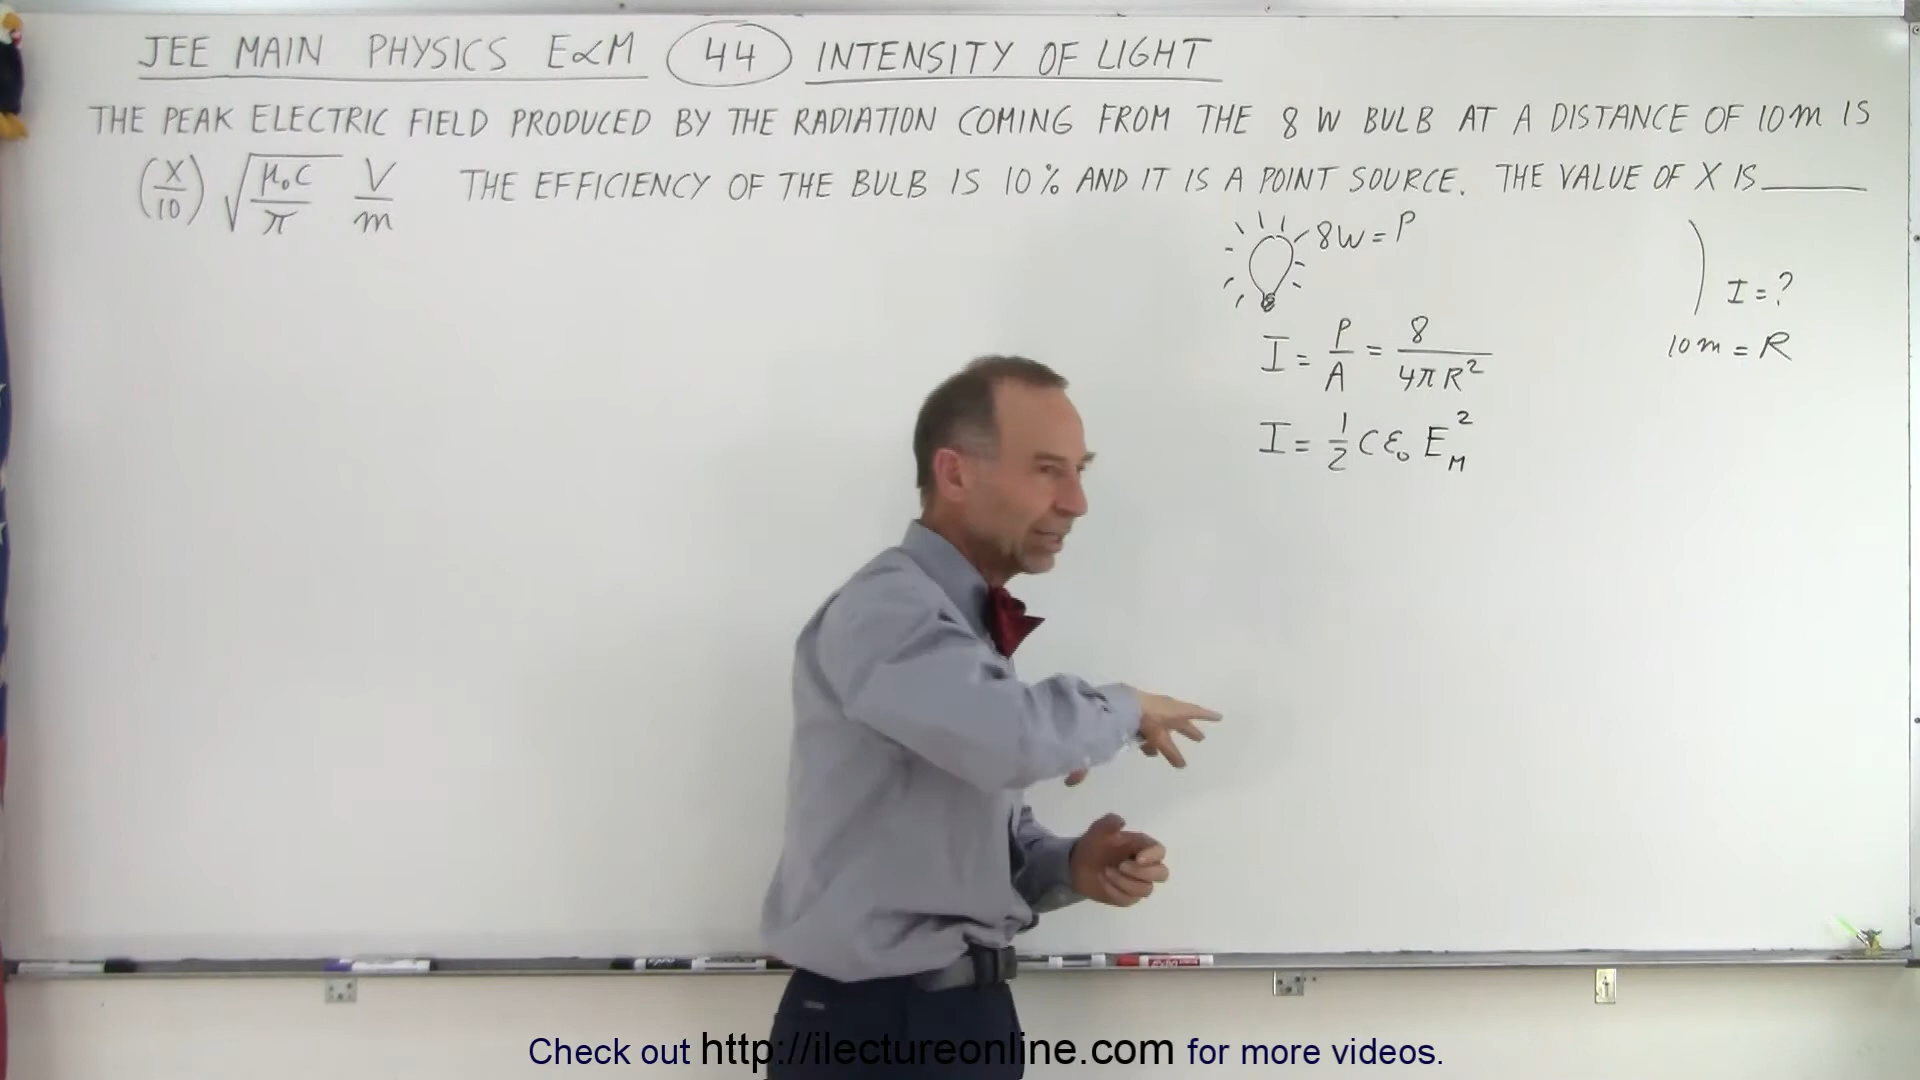 JEE MAIN PHYSICS E&M 44 INTENSITY OF LIGHT
THE PEAK ELECTRIC FIELD PRODUCED BY THE RADIATION COMING FROM THE 8 W BULB AT A DISTANCE OF 10m IS
(X/10) √(μ₀C/π) V/m THE EFFICIENCY OF THE BULB IS 10% AND IT IS A POINT SOURCE. THE VALUE OF X IS ______
8W = P
I = ?
10m = R
I = P/A = 8/4πR²
I = 1/2 C ε₀ E_M²
Check out http://ilectureonline.com for more videos.